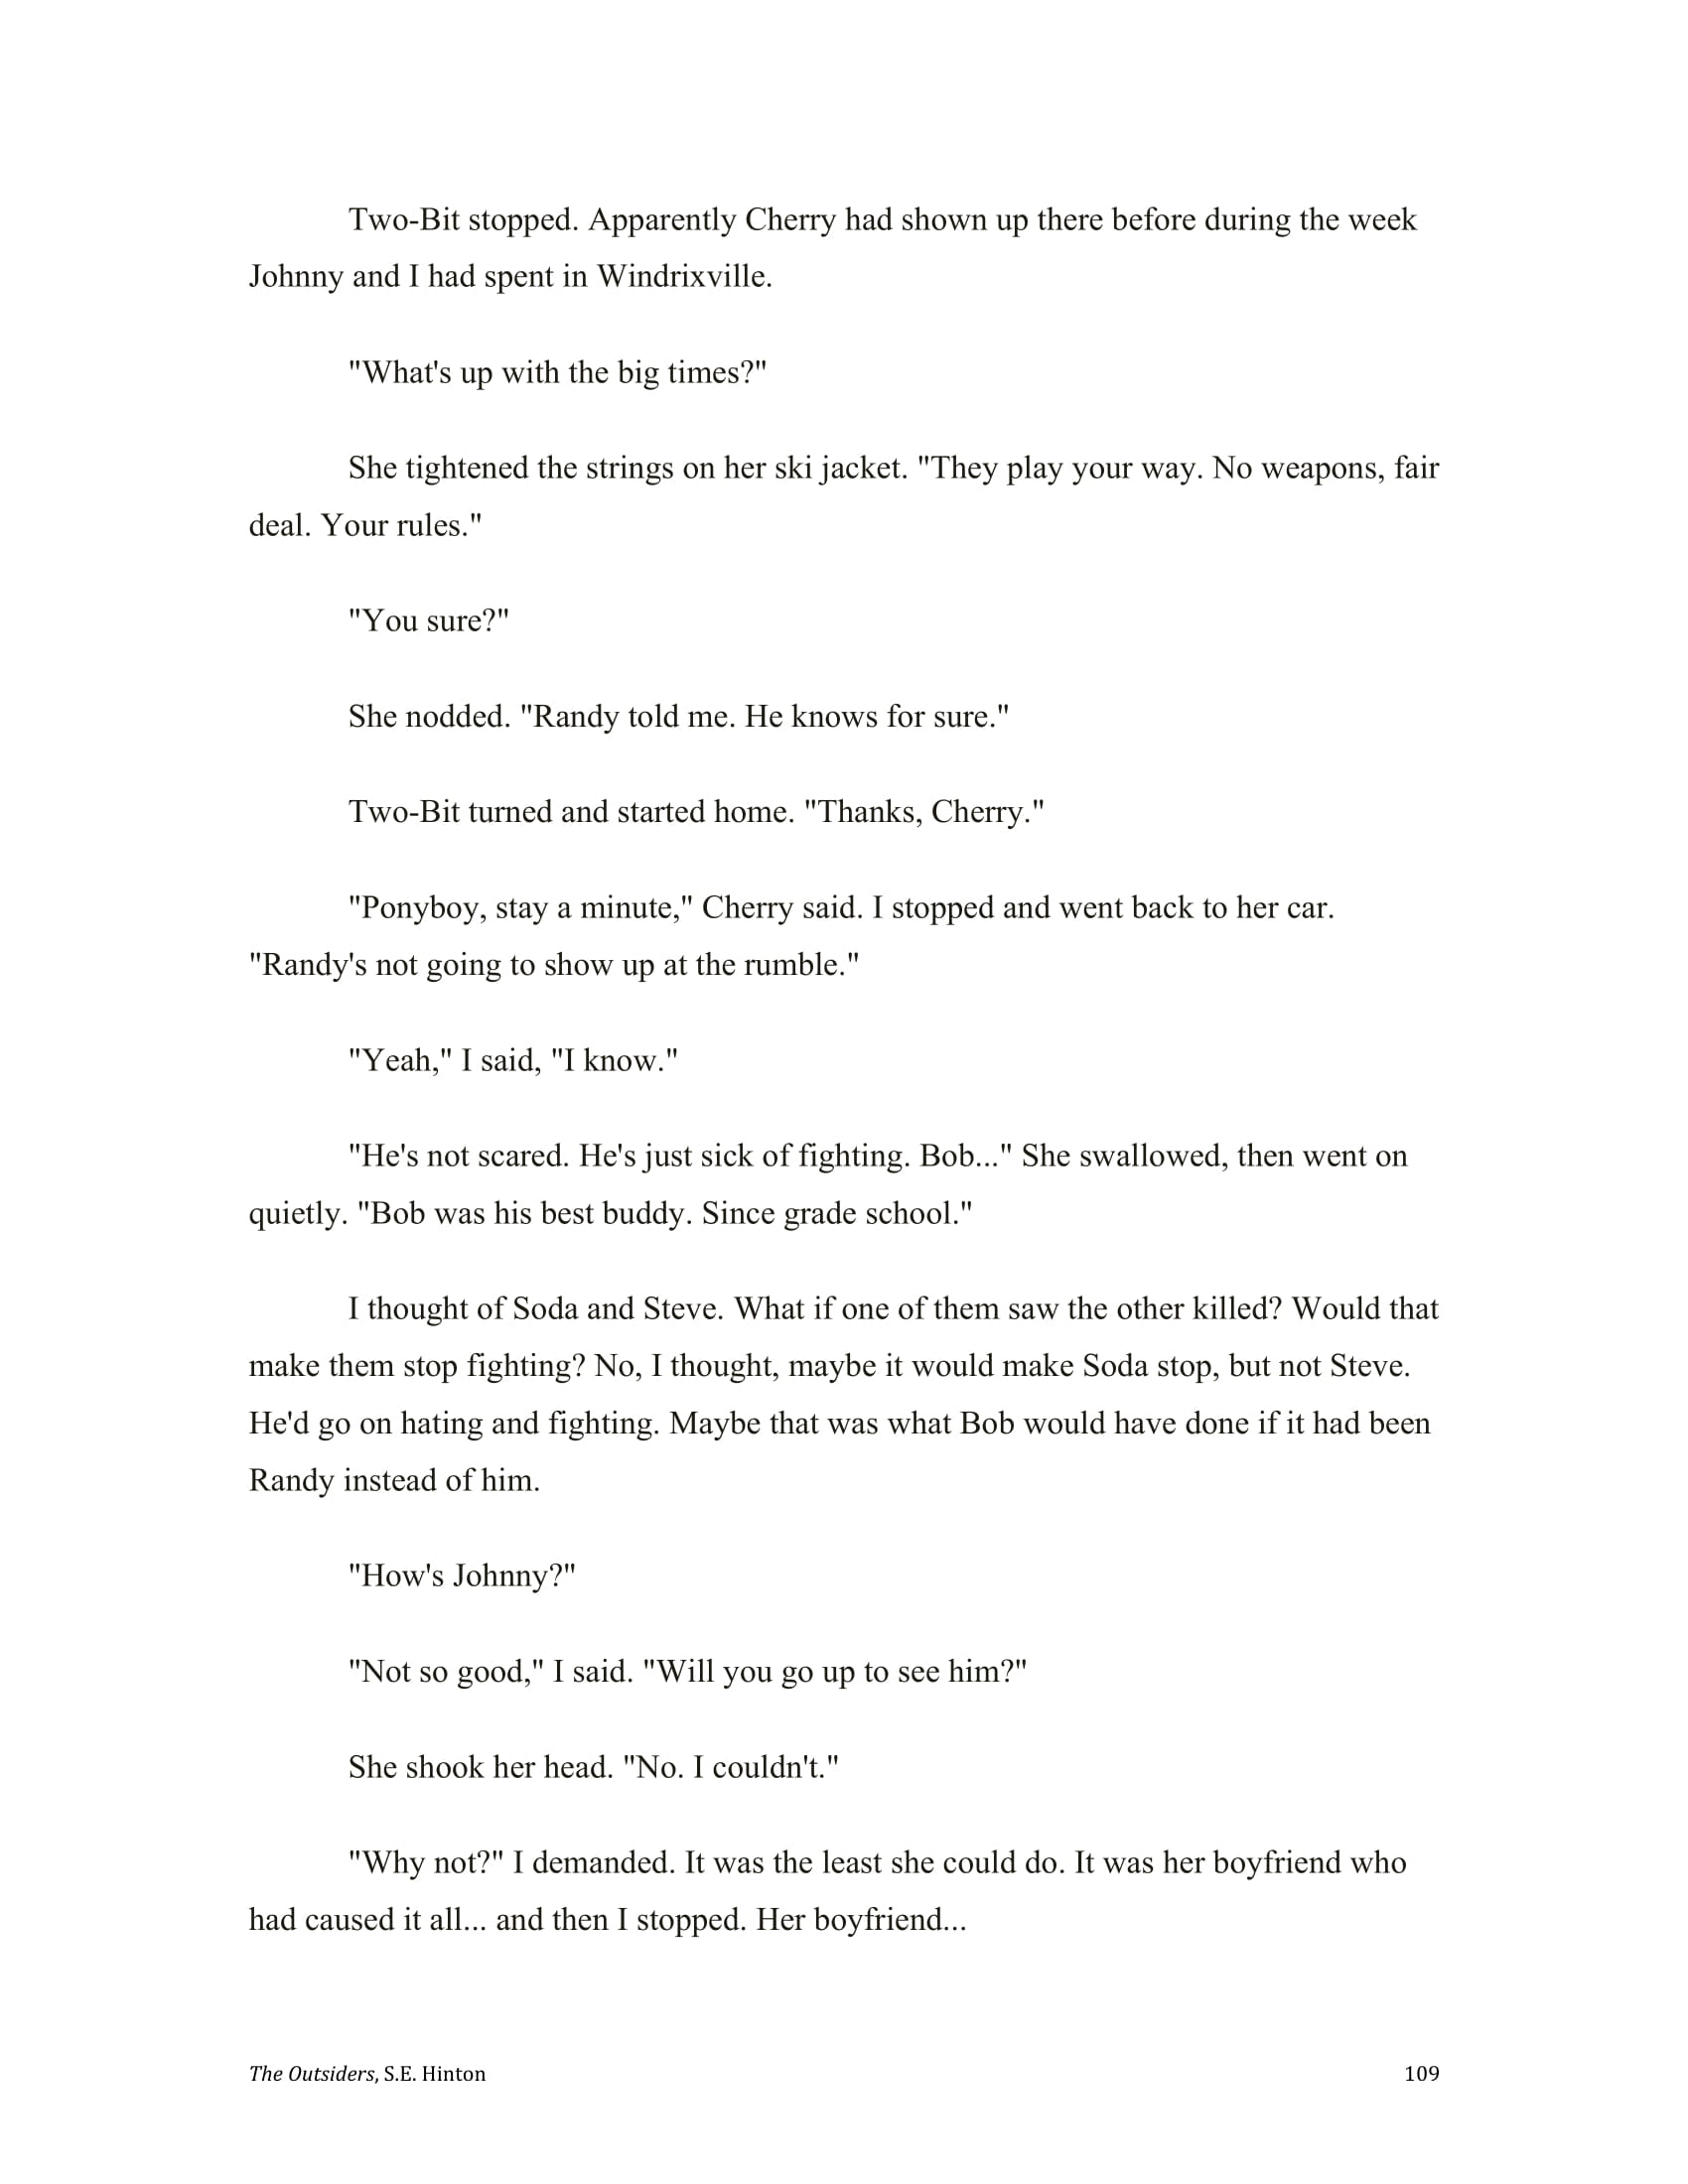 Two-Bit stopped. Apparently Cherry had shown up there before during the week
Johnny and I had spent in Windrixville.
"What's up with the big times?"
She tightened the strings on her ski jacket. "They play your way. No weapons, fair
deal. Your rules."
"You sure?"
She nodded. "Randy told me. He knows for sure."
Two-Bit turned and started home. "Thanks, Cherry."
"Ponyboy, stay a minute," Cherry said. I stopped and went back to her car.
"Randy's not going to show up at the rumble."
"Yeah," I said, "I know."
"He's not scared. He's just sick of fighting. Bob..." She swallowed, then went on
quietly. "Bob was his best buddy. Since grade school."
I thought of Soda and Steve. What if one of them saw the other killed? Would that
make them stop fighting? No, I thought, maybe it would make Soda stop, but not Steve.
He'd go on hating and fighting. Maybe that was what Bob would have done if it had been
Randy instead of him.
"How's Johnny?"
"Not so good," I said. "Will you go up to see him?"
She shook her head. "No. I couldn't."
"Why not?" I demanded. It was the least she could do. It was her boyfriend who
had caused it all... and then I stopped. Her boyfriend...
The Outsiders, S.E. Hinton 109